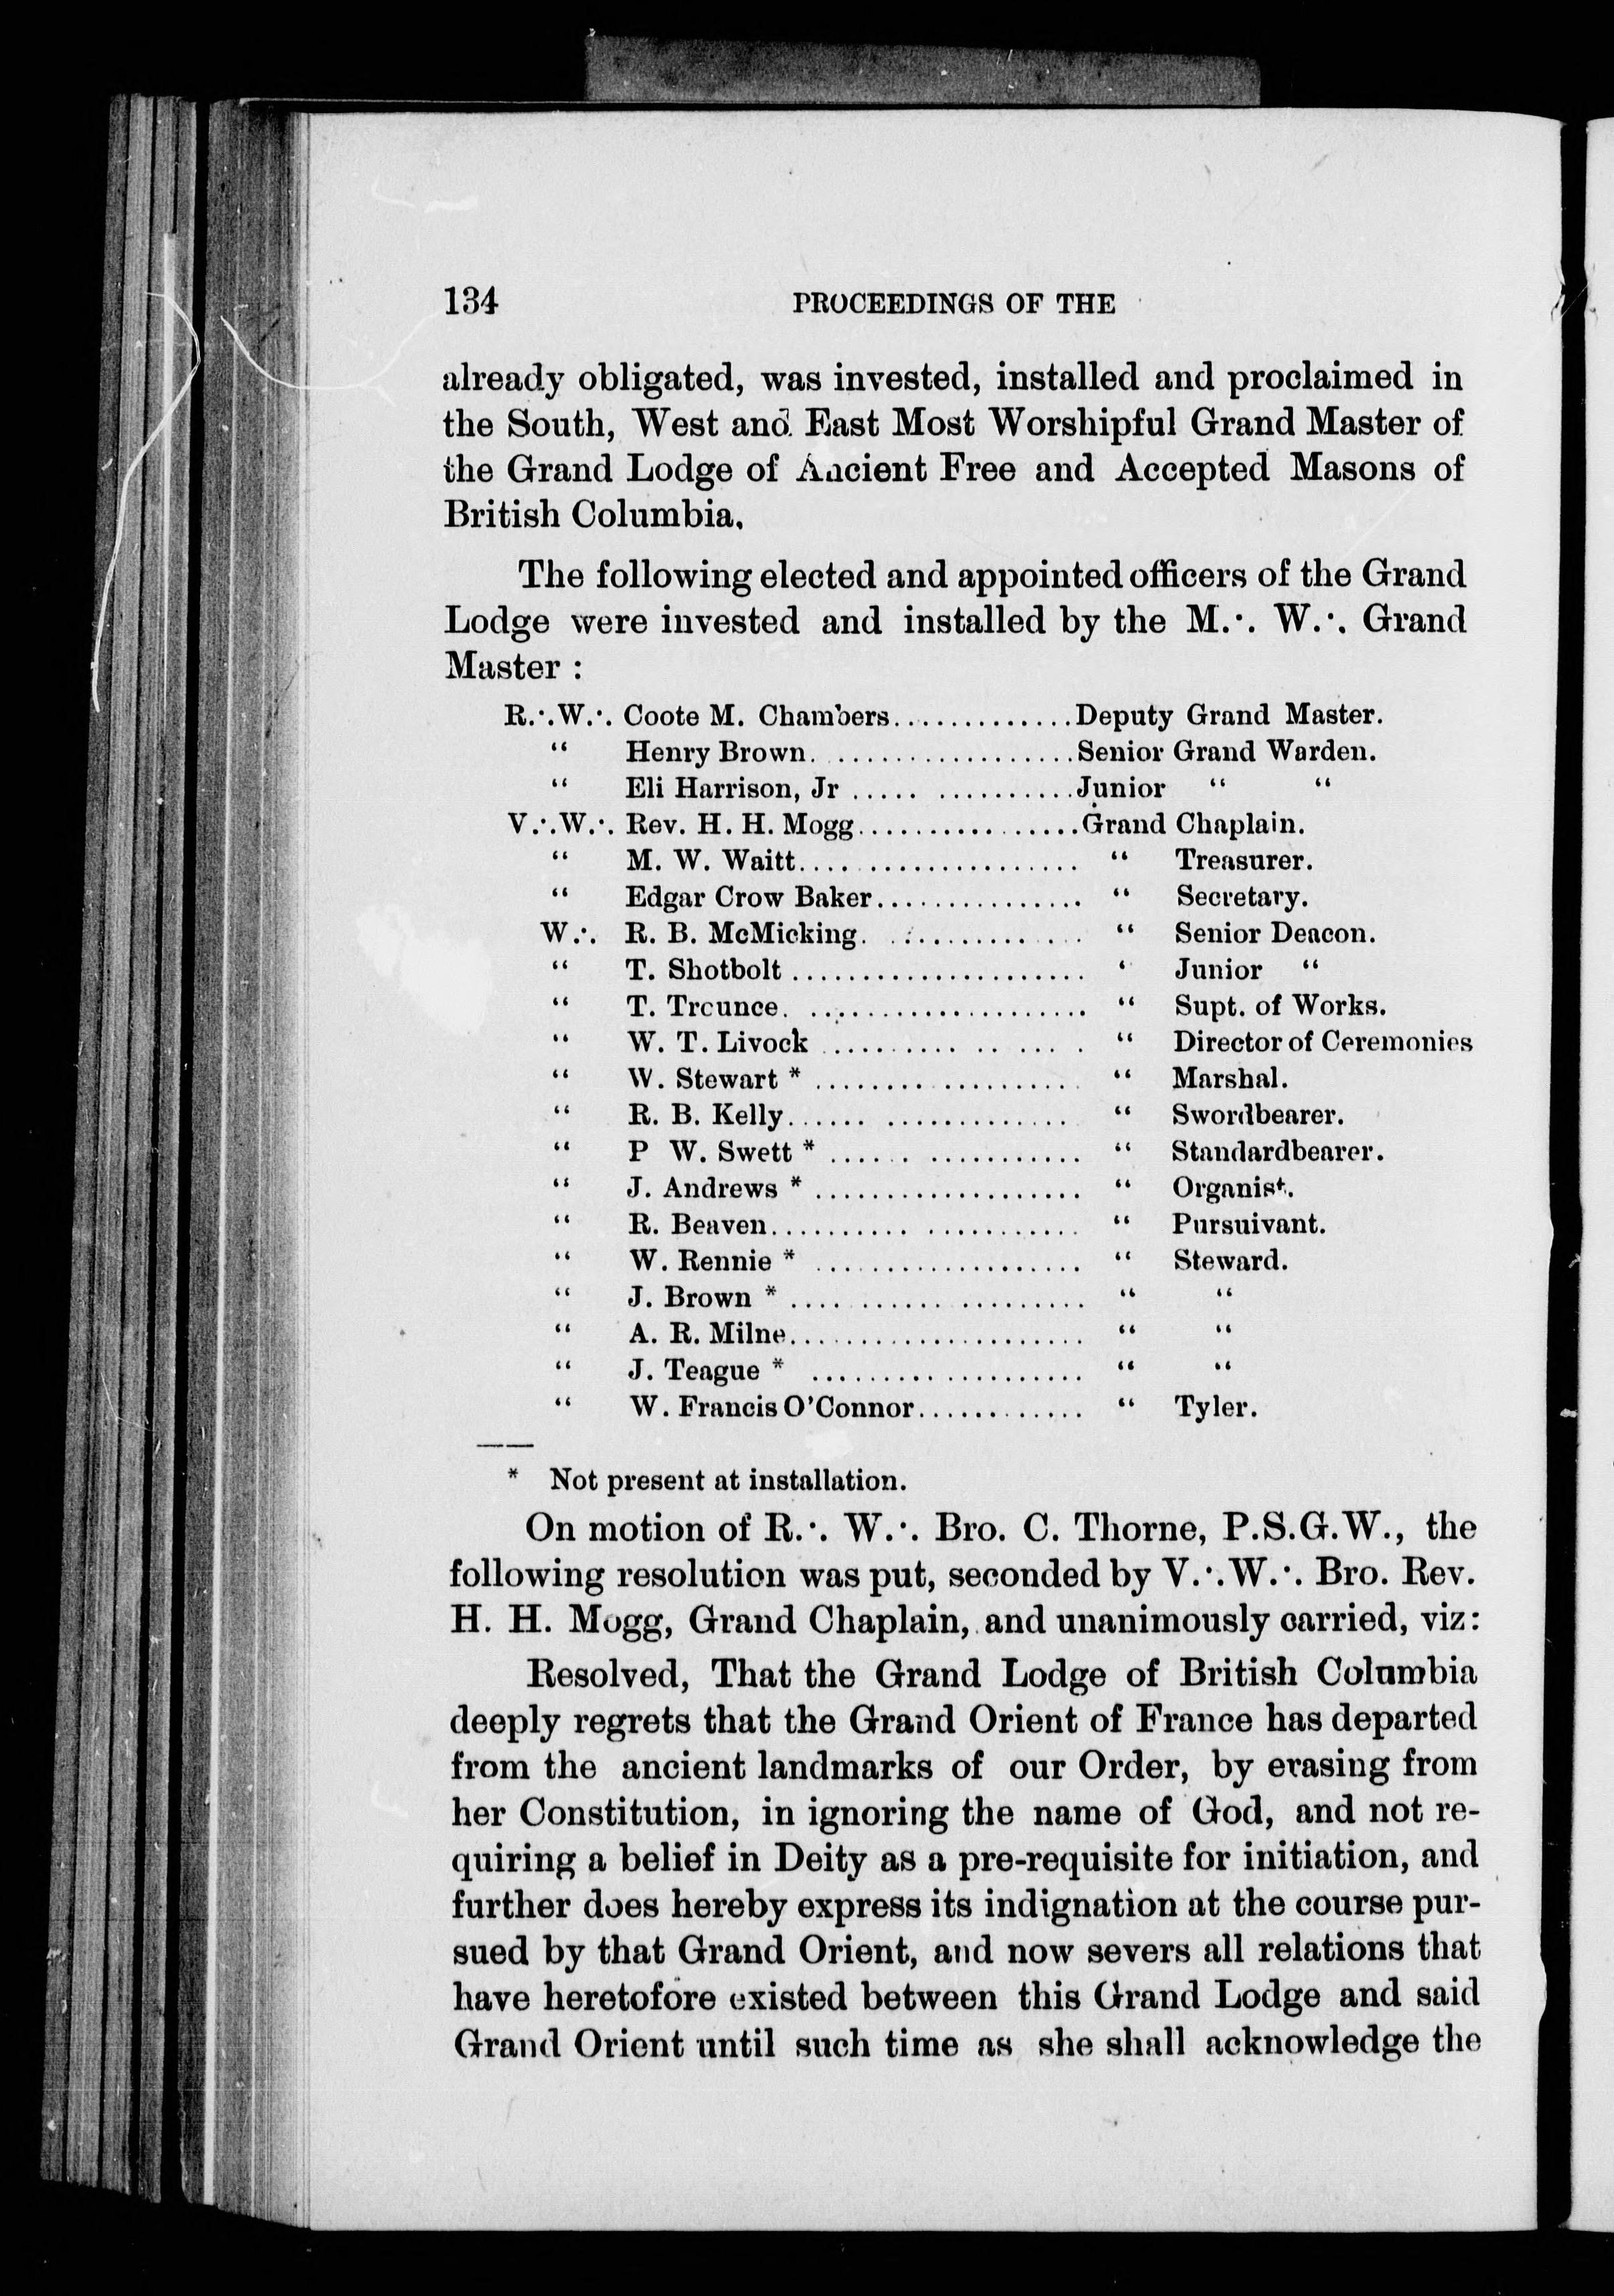 134 PROCEEDINGS OF THE
already obligated, was invested, installed and proclaimed in
the South, West and East Most Worshipful Grand Master of
the Grand Lodge of Ancient Free and Accepted Masons of
British Columbia.
The following elected and appointed officers of the Grand
Lodge were invested and installed by the M.∴ W.∴ Grand
Master :
R.∴W.∴ Coote M. Chambers..............Deputy Grand Master.
“ Henry Brown...................Senior Grand Warden.
“ Eli Harrison, Jr ...............Junior “ “
V.∴W.∴ Rev. H. H. Mogg................Grand Chaplain.
“ M. W. Waitt.................... “ Treasurer.
“ Edgar Crow Baker............... “ Secretary.
W.∴ R. B. McMicking................ “ Senior Deacon.
“ T. Shotbolt ..................... ‘ Junior “
“ T. Trounce...................... “ Supt. of Works.
“ W. T. Livock ................... “ Director of Ceremonies
“ W. Stewart * ................... “ Marshal.
“ R. B. Kelly.................... “ Swordbearer.
“ P W. Swett * .................. “ Standardbearer.
“ J. Andrews * ................... “ Organist.
“ R. Beaven...................... “ Pursuivant.
“ W. Rennie * ................... “ Steward.
“ J. Brown * ..................... “ “
“ A. R. Milne..................... “ “
“ J. Teague * ................... “ “
“ W. Francis O'Connor............ “ Tyler.
* Not present at installation.
On motion of R.∴ W.∴ Bro. C. Thorne, P.S.G.W., the
following resolution was put, seconded by V.∴W.∴ Bro. Rev.
H. H. Mogg, Grand Chaplain, and unanimously carried, viz:
Resolved, That the Grand Lodge of British Columbia
deeply regrets that the Grand Orient of France has departed
from the ancient landmarks of our Order, by erasing from
her Constitution, in ignoring the name of God, and not re-
quiring a belief in Deity as a pre-requisite for initiation, and
further does hereby express its indignation at the course pur-
sued by that Grand Orient, and now severs all relations that
have heretofore existed between this Grand Lodge and said
Grand Orient until such time as she shall acknowledge the